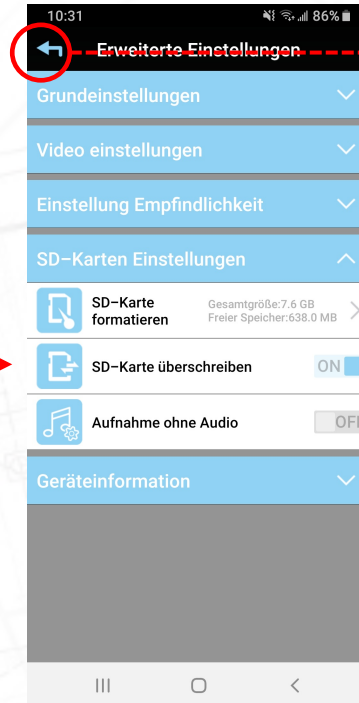 10:31 86%
Erweiterte Einstellungen
Grundeinstellungen
Video einstellungen
Einstellung Empfindlichkeit
SD-Karten Einstellungen
SD-Karte
formatieren
Gesamtgröße:7.6 GB
Freier Speicher:638.0 MB
SD-Karte überschreiben ON
Aufnahme ohne Audio OFF
Geräteinformation